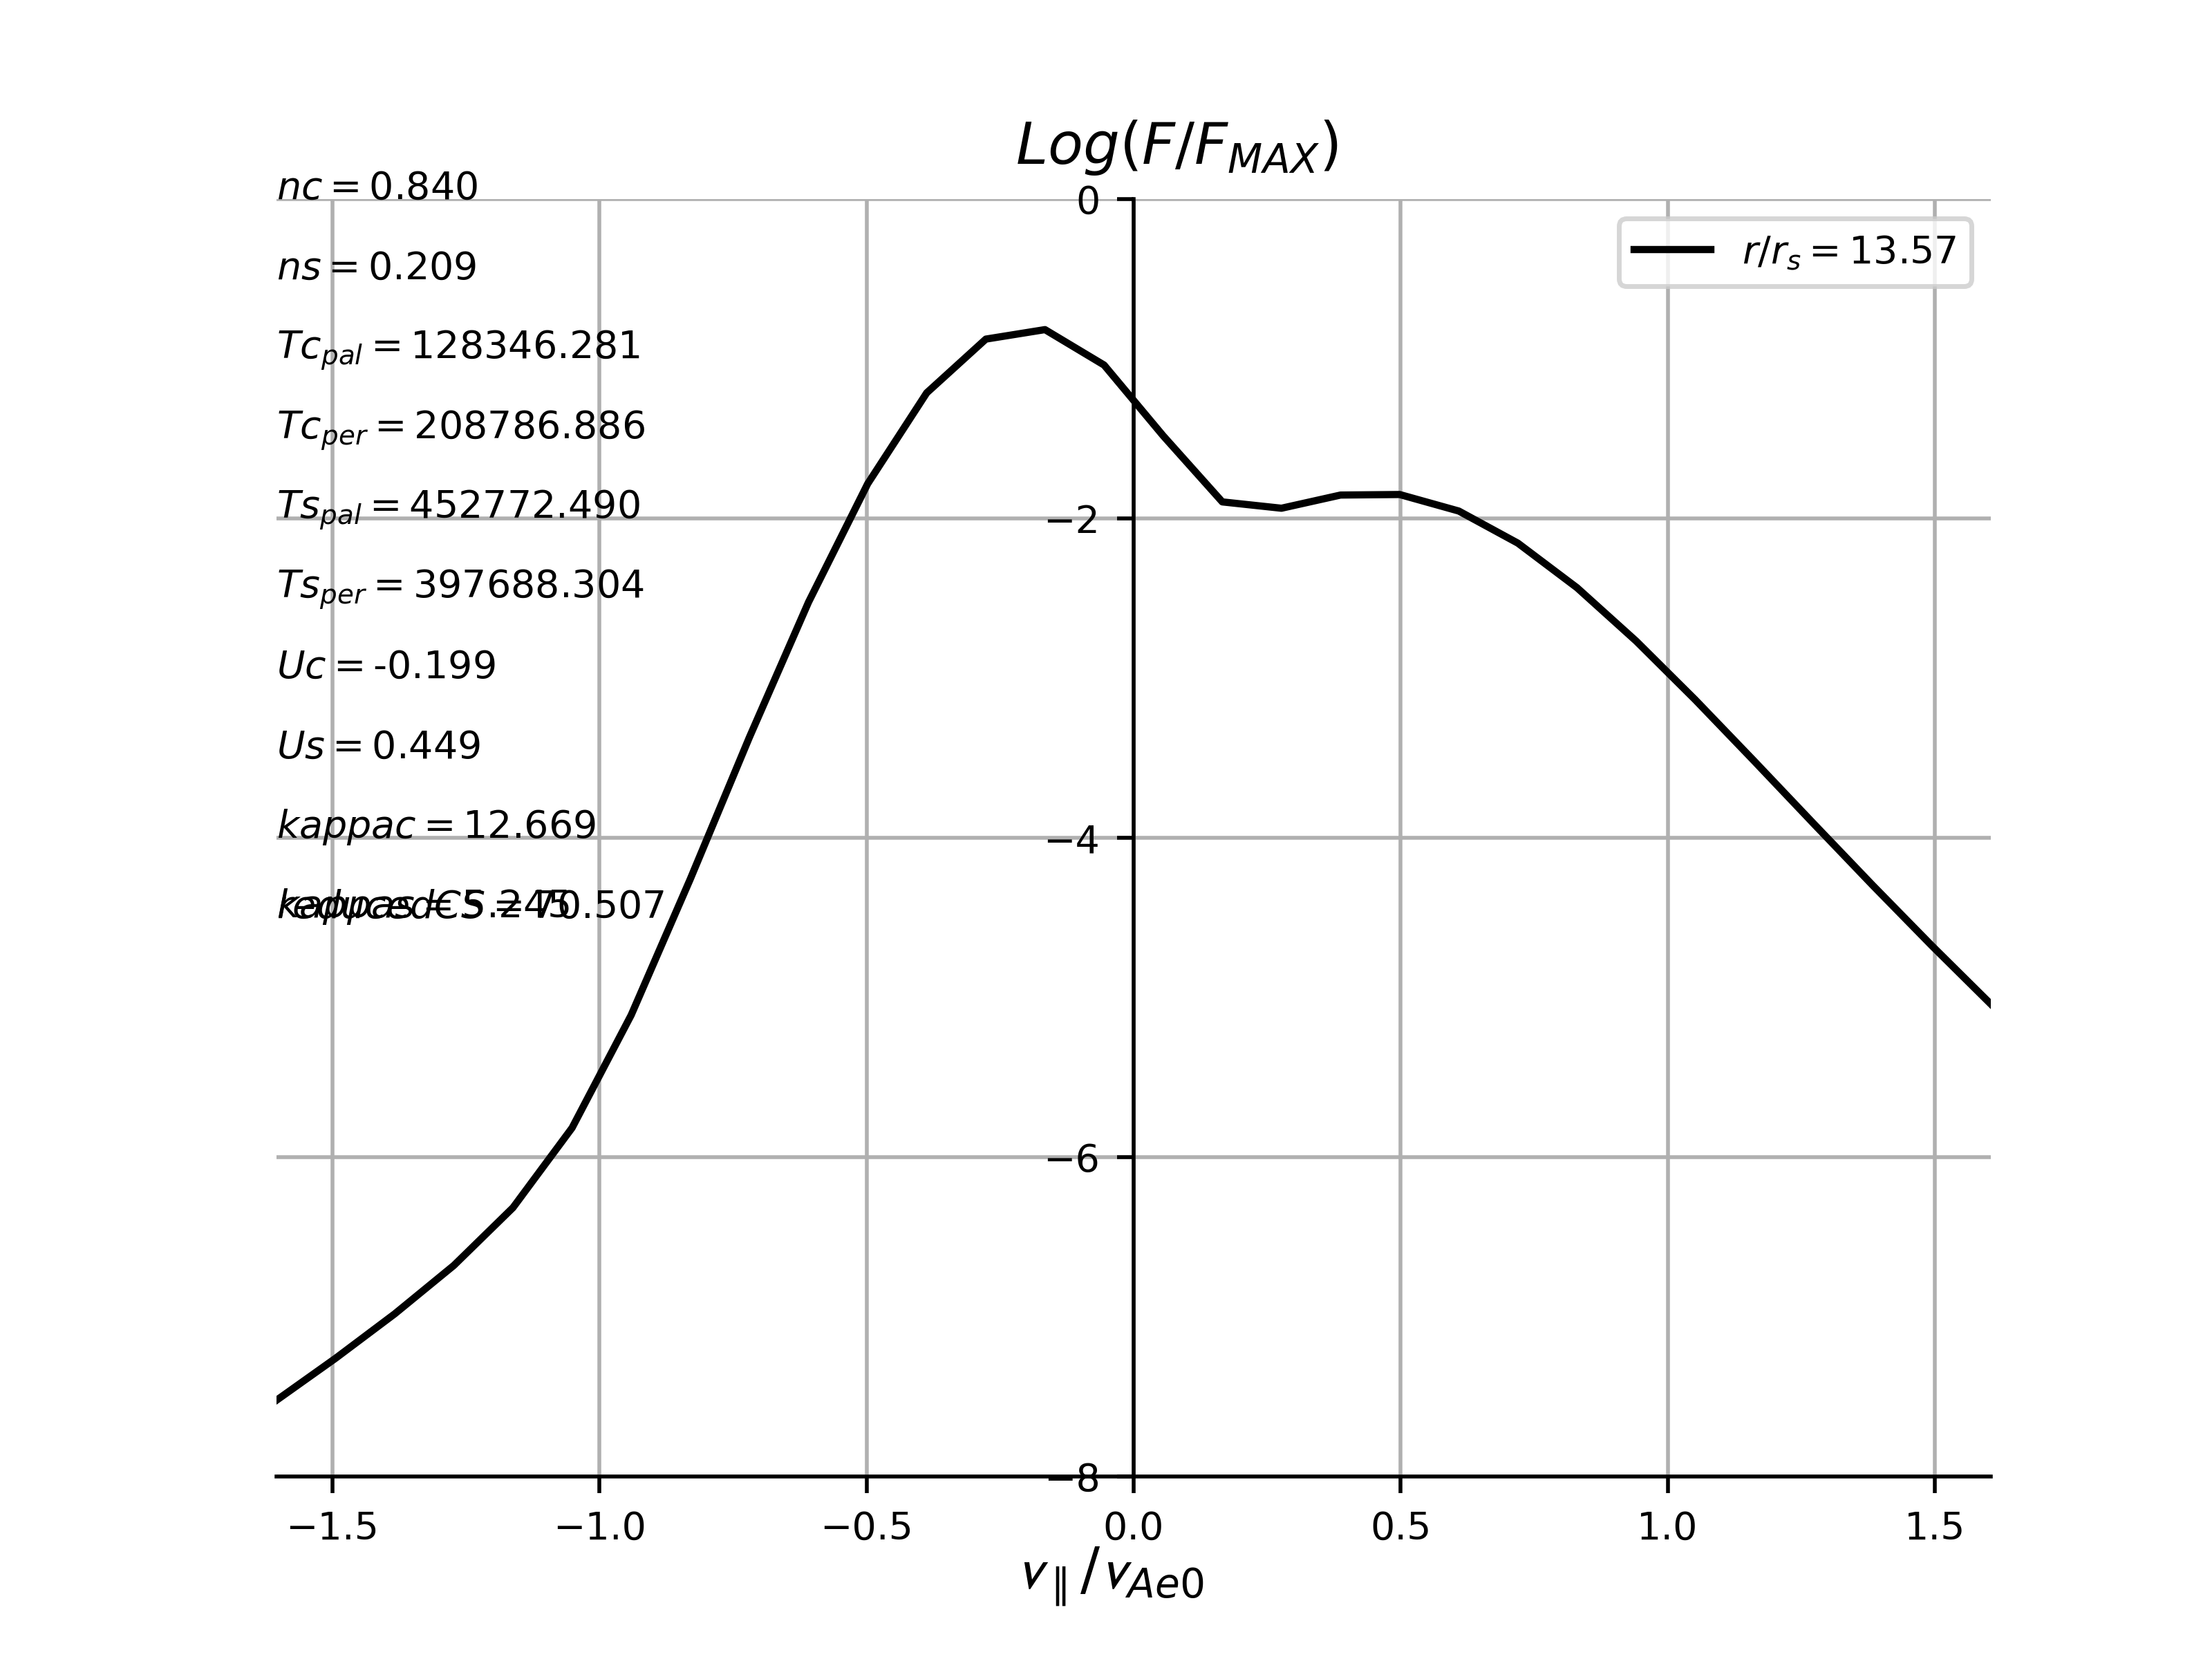 Log(F/F_MAX)
nc = 0.840
0
r/r_s = 13.57
ns = 0.209
Tc_pal = 128346.281
Tc_per = 208786.886
Ts_pal = 452772.490
−2
Ts_per = 397688.304
Uc = -0.199
Us = 0.449
kappac = 12.669
−4
−6
−8
−1.5 −1.0 −0.5 0.0 0.5 1.0 1.5
v_∥/v_Ae0